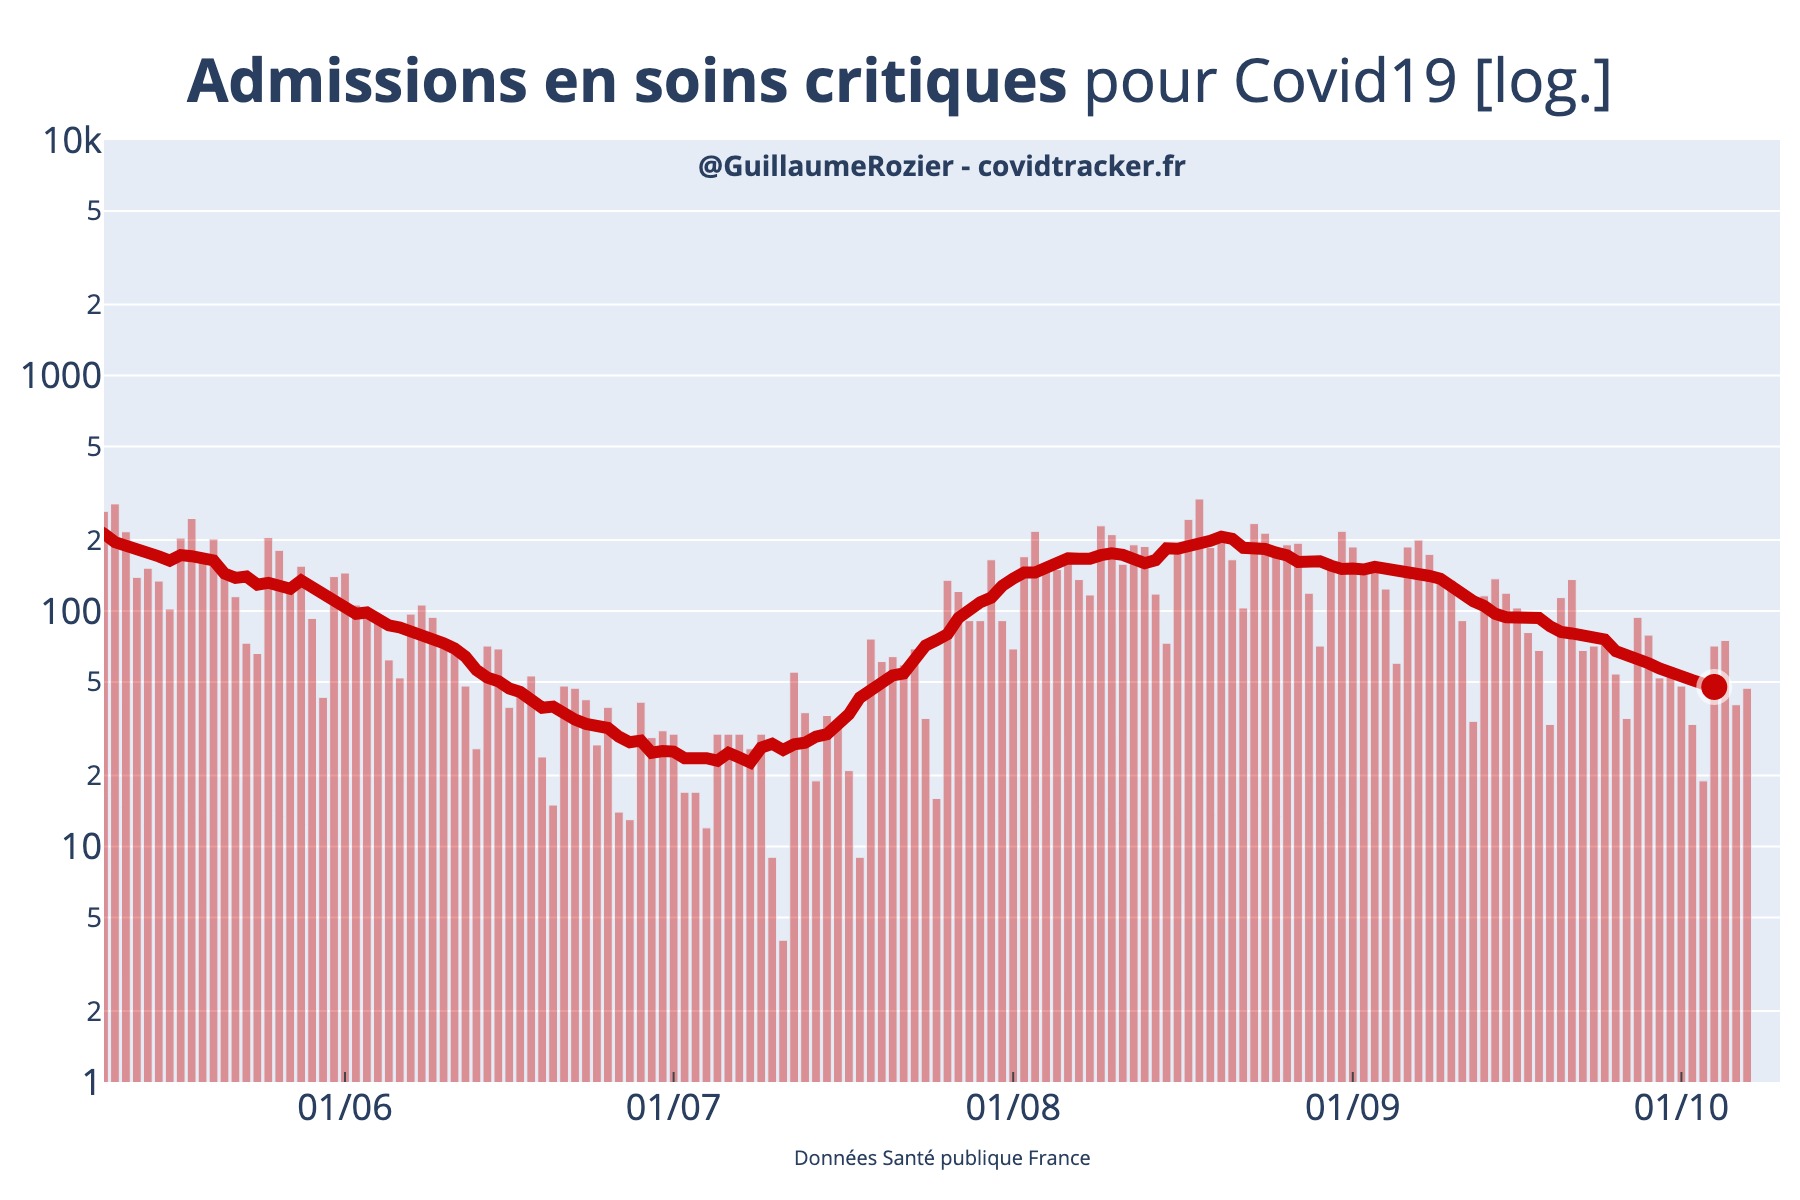 Admissions en soins critiques pour Covid19 [log.]
@GuillaumeRozier - covidtracker.fr
10k
5
2
1000
5
2
100
5
2
10
5
2
1
01/06 01/07 01/08 01/09 01/10
Données Santé publique France